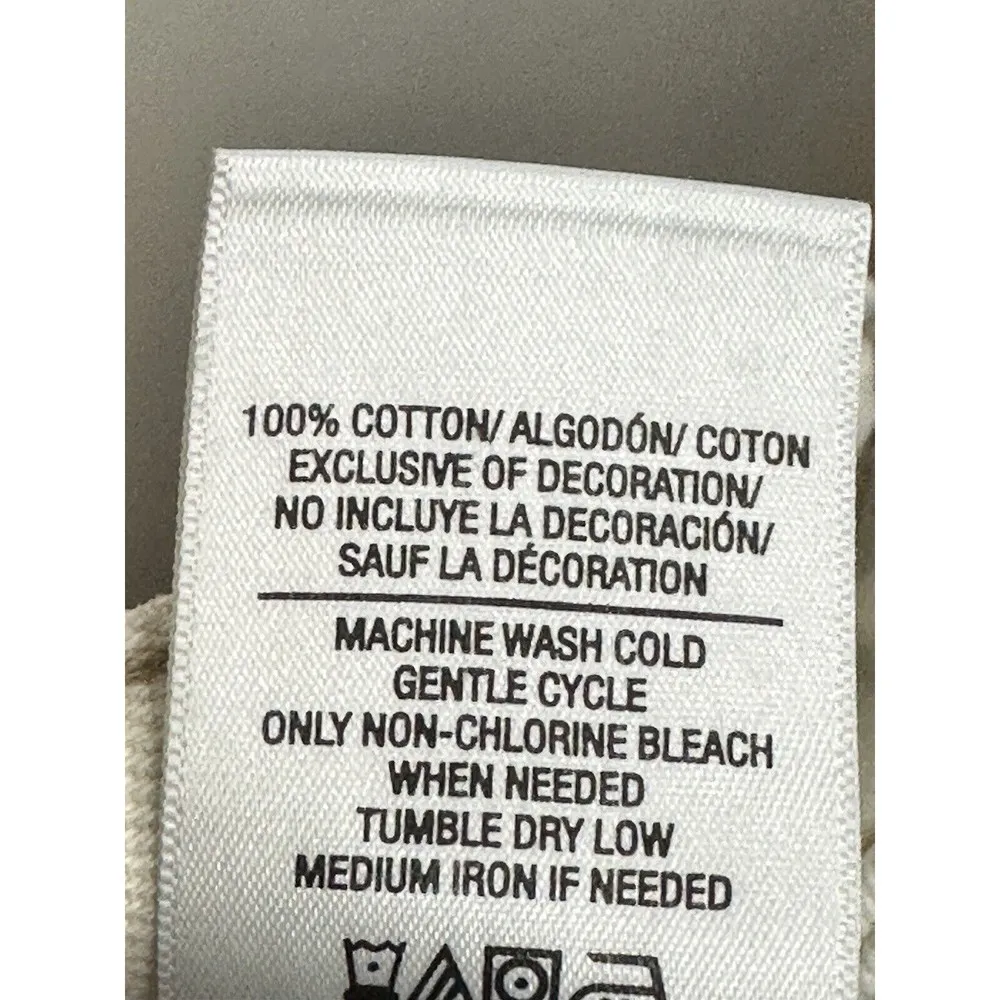 100% COTTON/ ALGODÓN/ COTON
EXCLUSIVE OF DECORATION/
NO INCLUYE LA DECORACIÓN/
SAUF LA DÉCORATION
MACHINE WASH COLD
GENTLE CYCLE
ONLY NON-CHLORINE BLEACH
WHEN NEEDED
TUMBLE DRY LOW
MEDIUM IRON IF NEEDED